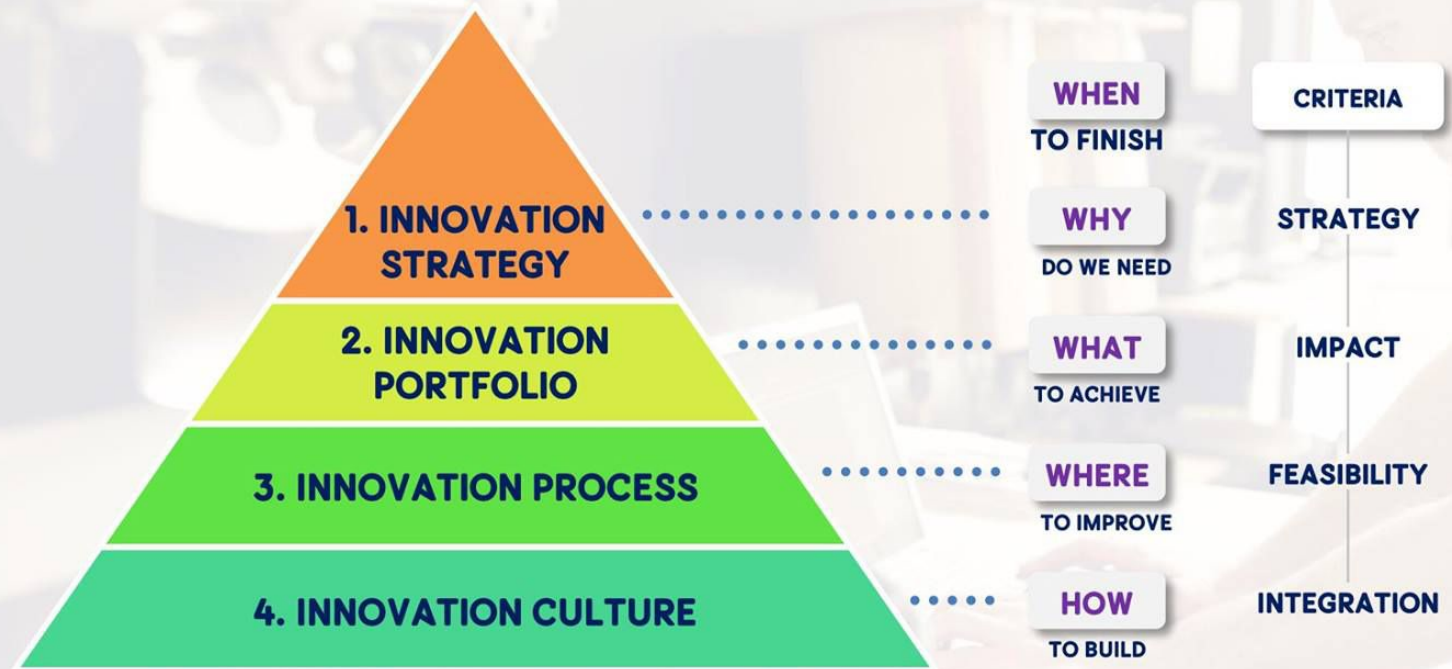 1. INNOVATION
STRATEGY
2. INNOVATION
PORTFOLIO
3. INNOVATION PROCESS
4. INNOVATION CULTURE
WHEN
TO FINISH
WHY
DO WE NEED
WHAT
TO ACHIEVE
WHERE
TO IMPROVE
HOW
TO BUILD
CRITERIA
STRATEGY
IMPACT
FEASIBILITY
INTEGRATION